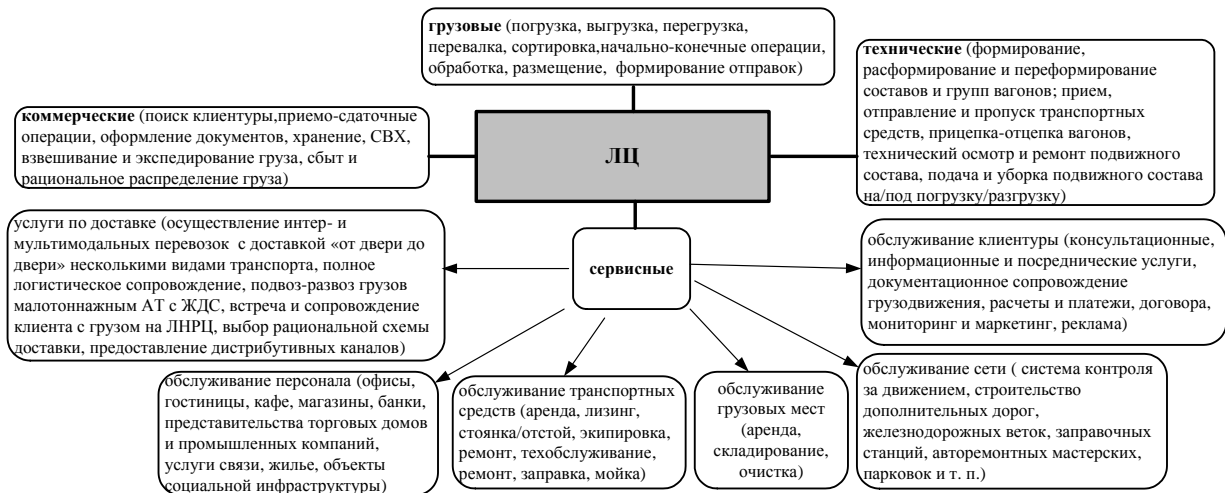 грузовые (погрузка, выгрузка, перегрузка,
перевалка, сортировка,начально-конечные операции,
обработка, размещение, формирование отправок)
коммерческие (поиск клиентуры,приемо-сдаточные
операции, оформление документов, хранение, СВХ,
взвешивание и экспедирование груза, сбыт и
рациональное распределение груза)
ЛЦ
технические (формирование,
расформирование и переформирование
составов и групп вагонов; прием,
отправление и пропуск транспортных
средств, прицепка-отцепка вагонов,
технический осмотр и ремонт подвижного
состава, подача и уборка подвижного состава
на/под погрузку/разгрузку)
услуги по доставке (осуществление интер- и
мультимодальных перевозок с доставкой «от двери до
двери» несколькими видами транспорта, полное
логистическое сопровождение, подвоз-развоз грузов
малотоннажным АТ с ЖДС, встреча и сопровождение
клиента с грузом на ЛНРЦ, выбор рациональной схемы
доставки, предоставление дистрибутивных каналов)
сервисные
обслуживание клиентуры (консультационные,
информационные и посреднические услуги,
документационное сопровождение
грузодвижения, расчеты и платежи, договора,
мониторинг и маркетинг, реклама)
обслуживание персонала (офисы,
гостиницы, кафе, магазины, банки,
представительства торговых домов
и промышленных компаний,
услуги связи, жилье, объекты
социальной инфраструктуры)
обслуживание транспортных
средств (аренда, лизинг,
стоянка/отстой, экипировка,
ремонт, техобслуживание,
ремонт, заправка, мойка)
обслуживание
грузовых мест
(аренда,
складирование,
очистка)
обслуживание сети ( система контроля
за движением, строительство
дополнительных дорог,
железнодорожных веток, заправочных
станций, авторемонтных мастерских,
парковок и т. п.)